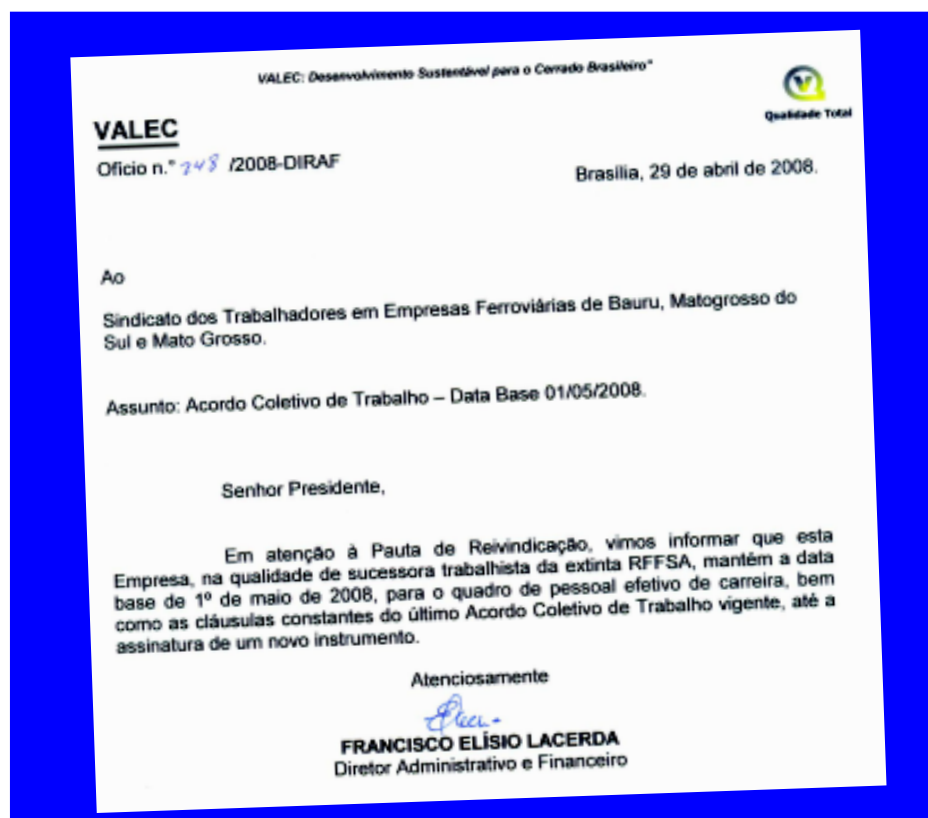 VALEC: Desenvolvimento Sustentável para o Cerrado Brasileiro"
Qualidade Total
VALEC
Oficio n.° 248 /2008-DIRAF
Brasília, 29 de abril de 2008.
Ao
Sindicato dos Trabalhadores em Empresas Ferroviárias de Bauru, Matogrosso do
Sul e Mato Grosso.
Assunto: Acordo Coletivo de Trabalho – Data Base 01/05/2008.
Senhor Presidente,
Em atenção à Pauta de Reivindicação, vimos informar que esta
Empresa, na qualidade de sucessora trabalhista da extinta RFFSA, mantém a data
base de 1º de maio de 2008, para o quadro de pessoal efetivo de carreira, bem
como as cláusulas constantes do último Acordo Coletivo de Trabalho vigente, até a
assinatura de um novo instrumento.
Atenciosamente
FRANCISCO ELÍSIO LACERDA
Diretor Administrativo e Financeiro